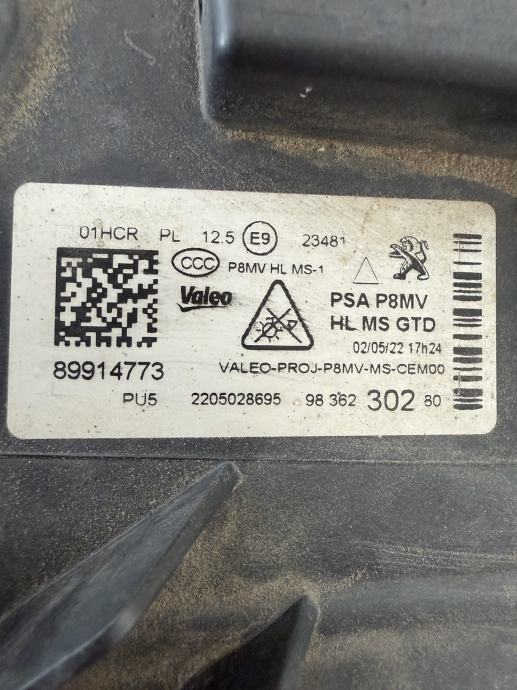 01HCR PL 12.5 E9 23481
CCC P8MV HL MS-1
Valeo
PSA P8MV
HL MS GTD
02/05/22 17h24
89914773
VALEO-PROJ-P8MV-MS-CEM00
PU5 2205028695 98 362 302 80